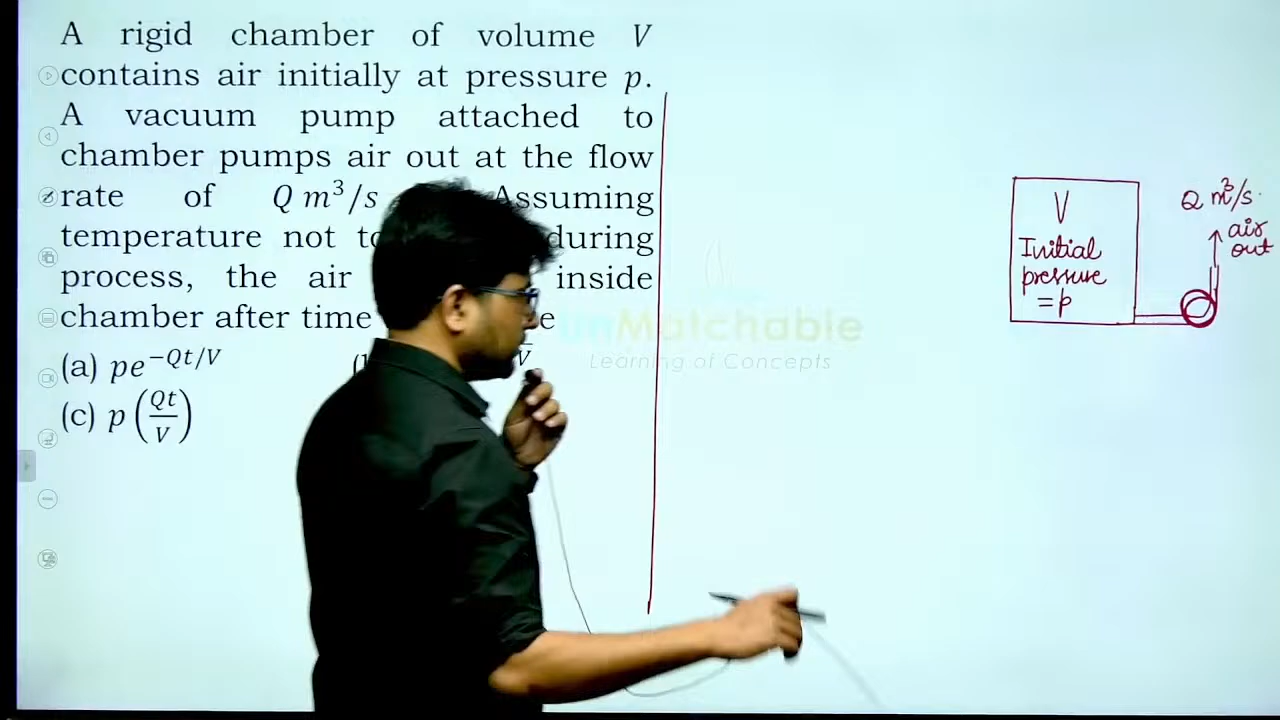 A rigid chamber of volume V
contains air initially at pressure p.
A vacuum pump attached to
chamber pumps air out at the flow
rate of Q m³/s Assuming
temperature not to during
process, the air inside
chamber after time
(a) pe^{-Qt/V}
(c) p(Qt/V)
V
Initial
pressure
=p
Q m³/s.
air
out
Matchable
Learning of Concepts